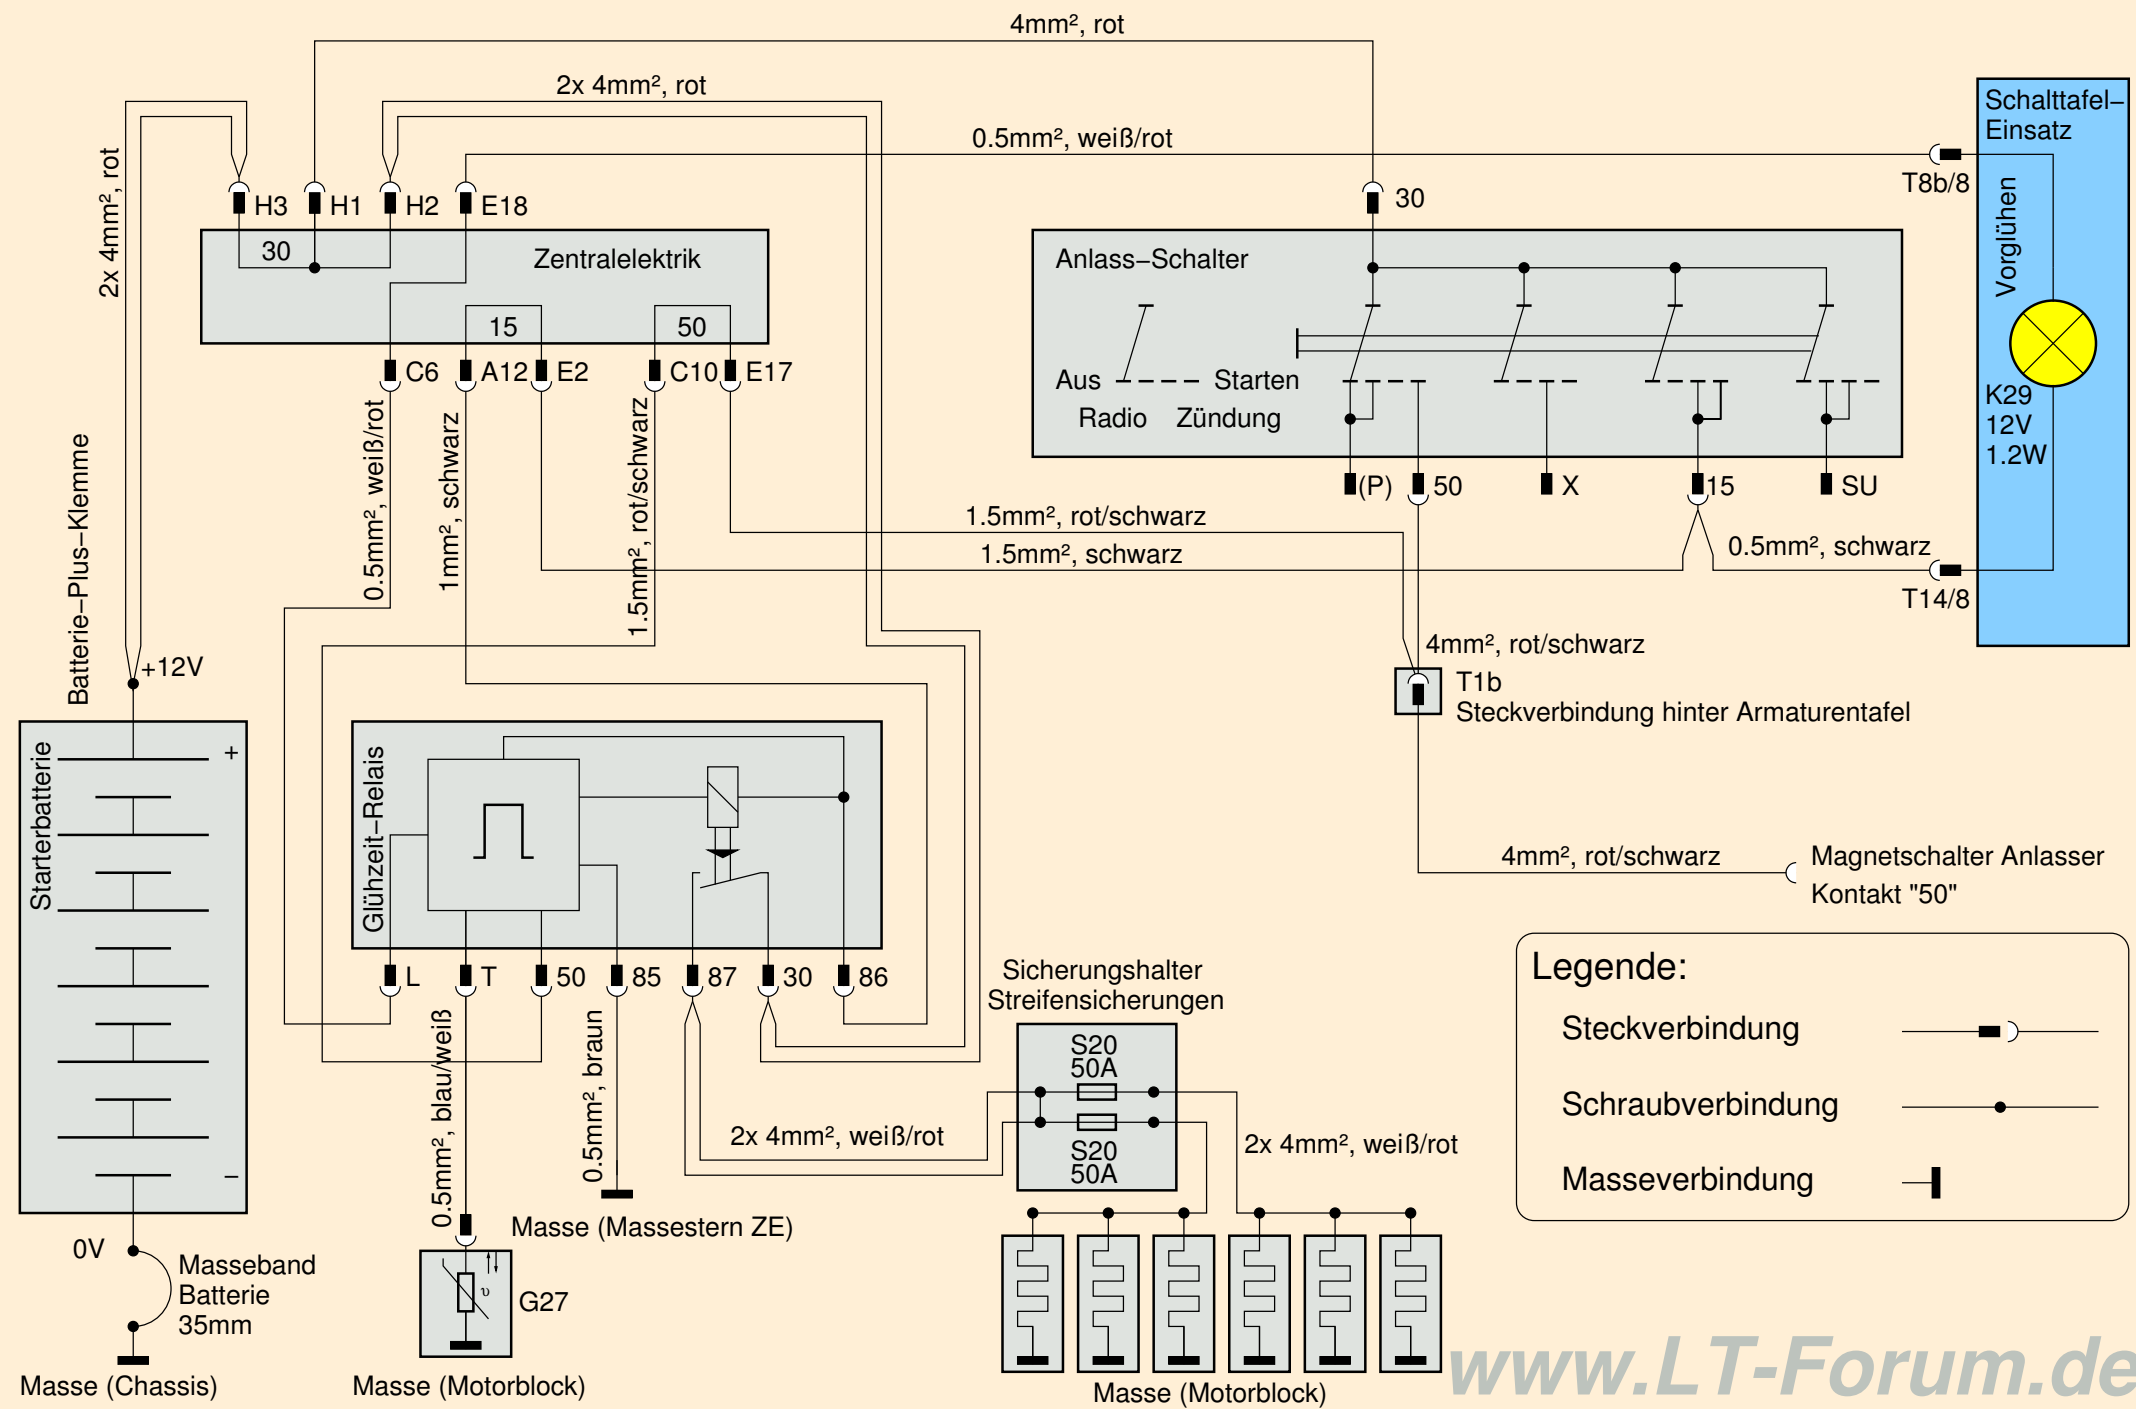 4mm², rot
2x 4mm², rot
0.5mm², weiß/rot
2x 4mm², rot
H3
H1
H2
E18
30
Zentralelektrik
15
50
C6
A12
E2
C10
E17
30
Anlass–Schalter
Aus
Starten
Radio
Zündung
(P)
50
X
15
SU
Schalttafel–
Einsatz
T8b/8
Vorglühen
K29
12V
1.2W
T14/8
0.5mm², weiß/rot
1mm², schwarz
1.5mm², rot/schwarz
1.5mm², rot/schwarz
1.5mm², schwarz
0.5mm², schwarz
Batterie–Plus–Klemme
+12V
4mm², rot/schwarz
T1b
Steckverbindung hinter Armaturentafel
Starterbatterie
+
–
Glühzeit–Relais
L
T
50
85
87
30
86
4mm², rot/schwarz
Magnetschalter Anlasser
Kontakt "50"
Sicherungshalter
Streifensicherungen
S20
50A
S20
50A
0.5mm², blau/weiß
0.5mm², braun
2x 4mm², weiß/rot
2x 4mm², weiß/rot
Masse (Massestern ZE)
Legende:
Steckverbindung
Schraubverbindung
Masseverbindung
0V
Masseband
Batterie
35mm
Masse (Chassis)
υ
G27
Masse (Motorblock)
Masse (Motorblock)
www.LT-Forum.de